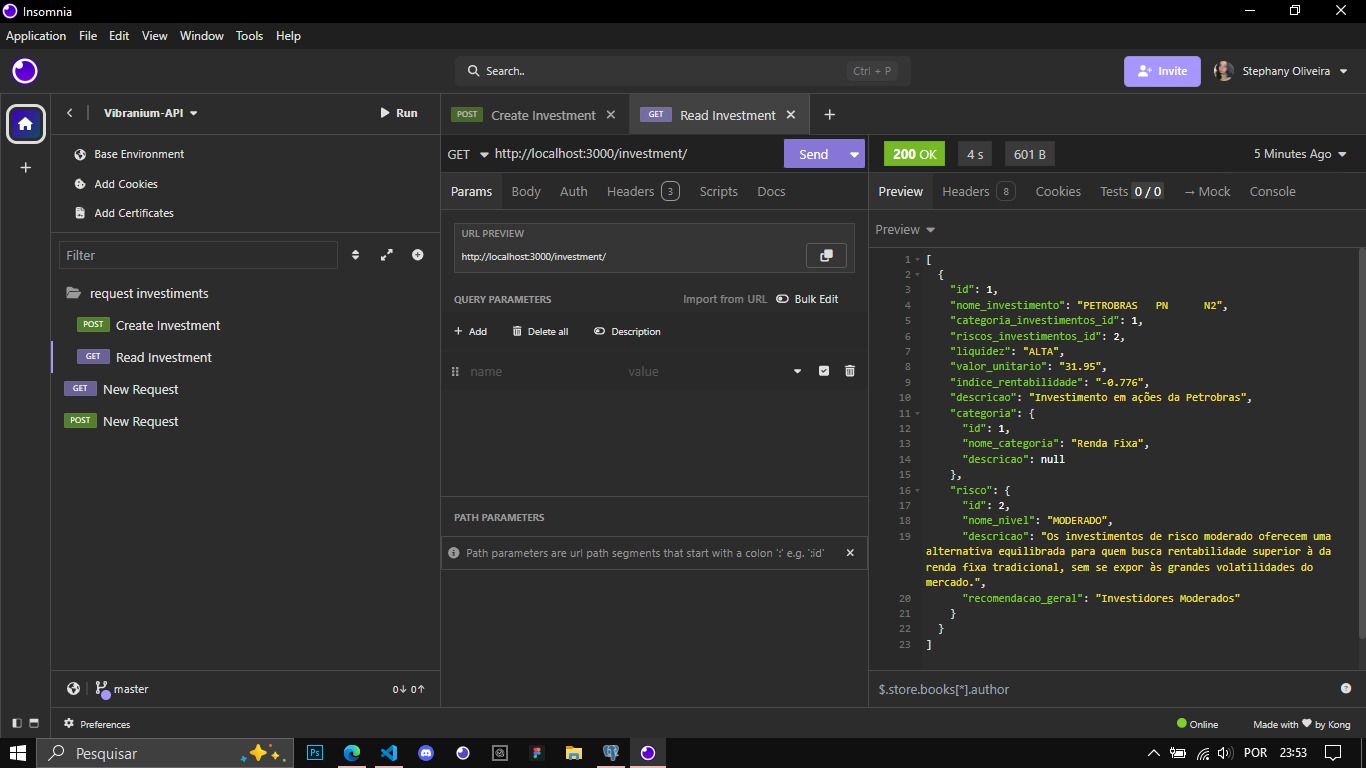 Insomnia
Application File Edit View Window Tools Help
Search.. Ctrl + P Invite Stephany Oliveira
Vibranium-API Run
POST Create Investment GET Read Investment
Base Environment
Add Cookies
Add Certificates
Filter
request investiments
POST Create Investment
GET Read Investment
GET New Request
POST New Request
master 0 0
GET http://localhost:3000/investment/ Send
Params Body Auth Headers 3 Scripts Docs
URL PREVIEW
http://localhost:3000/investment/
QUERY PARAMETERS Import from URL Bulk Edit
Add Delete all Description
name value
PATH PARAMETERS
Path parameters are url path segments that start with a colon ':' e.g. ':id'
200 OK 4 s 601 B 5 Minutes Ago
Preview Headers 8 Cookies Tests 0 / 0 → Mock Console
Preview
1 [
2 {
3 "id": 1,
4 "nome_investimento": "PETROBRAS PN N2",
5 "categoria_investimentos_id": 1,
6 "riscos_investimentos_id": 2,
7 "liquidez": "ALTA",
8 "valor_unitario": "31.95",
9 "indice_rentabilidade": "-0.776",
10 "descricao": "Investimento em ações da Petrobras",
11 "categoria": {
12 "id": 1,
13 "nome_categoria": "Renda Fixa",
14 "descricao": null
15 },
16 "risco": {
17 "id": 2,
18 "nome_nivel": "MODERADO",
19 "descricao": "Os investimentos de risco moderado oferecem uma
alternativa equilibrada para quem busca rentabilidade superior à da
renda fixa tradicional, sem se expor às grandes volatilidades do
mercado.",
20 "recomendacao_geral": "Investidores Moderados"
21 }
22 }
23 ]
$.store.books[*].author
Preferences Online Made with ♥ by Kong
Pesquisar Ps POR 23:53